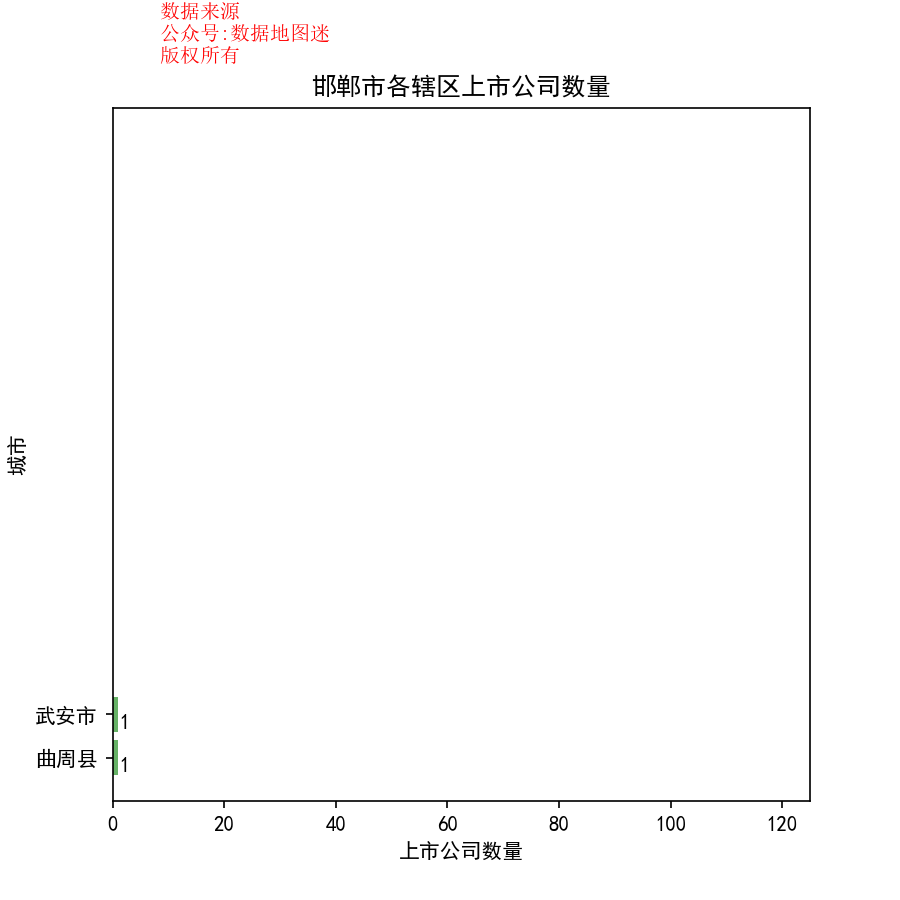 数据来源
公众号:数据地图迷
版权所有
邯郸市各辖区上市公司数量
城市
武安市 1
曲周县 1
0 20 40 60 80 100 120
上市公司数量